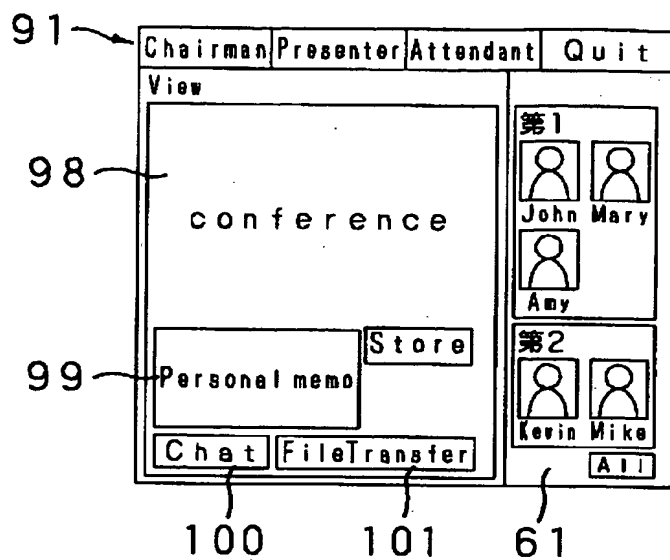 91
Chairman Presenter Attendant Quit
View
98
conference
第1
John Mary
Amy
Store
99
Personal memo
第2
Kevin Mike
Chat FileTransfer
All
100 101 61